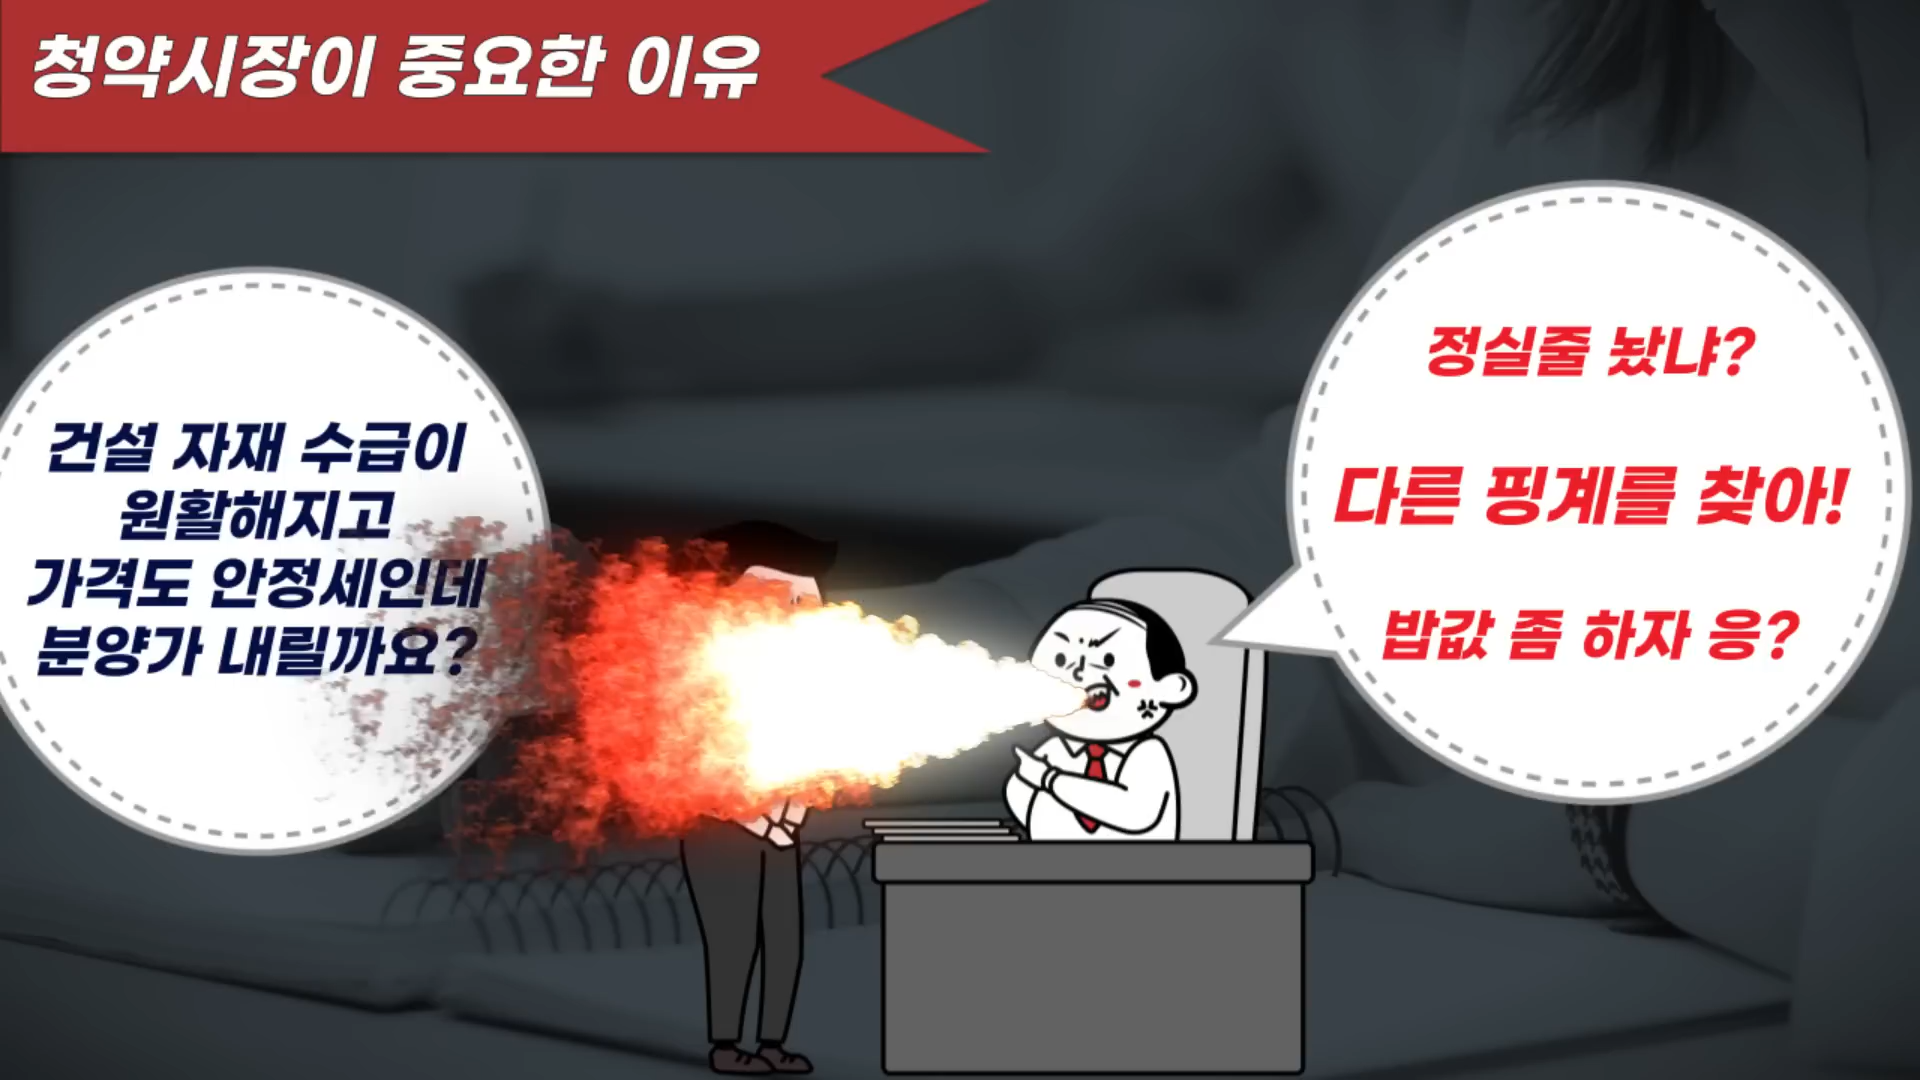 청약시장이 중요한 이유
건설 자재 수급이
원활해지고
가격도 안정세인데
분양가 내릴까요?
정실줄 놨냐?
다른 핑계를 찾아!
밥값 좀 하자 응?